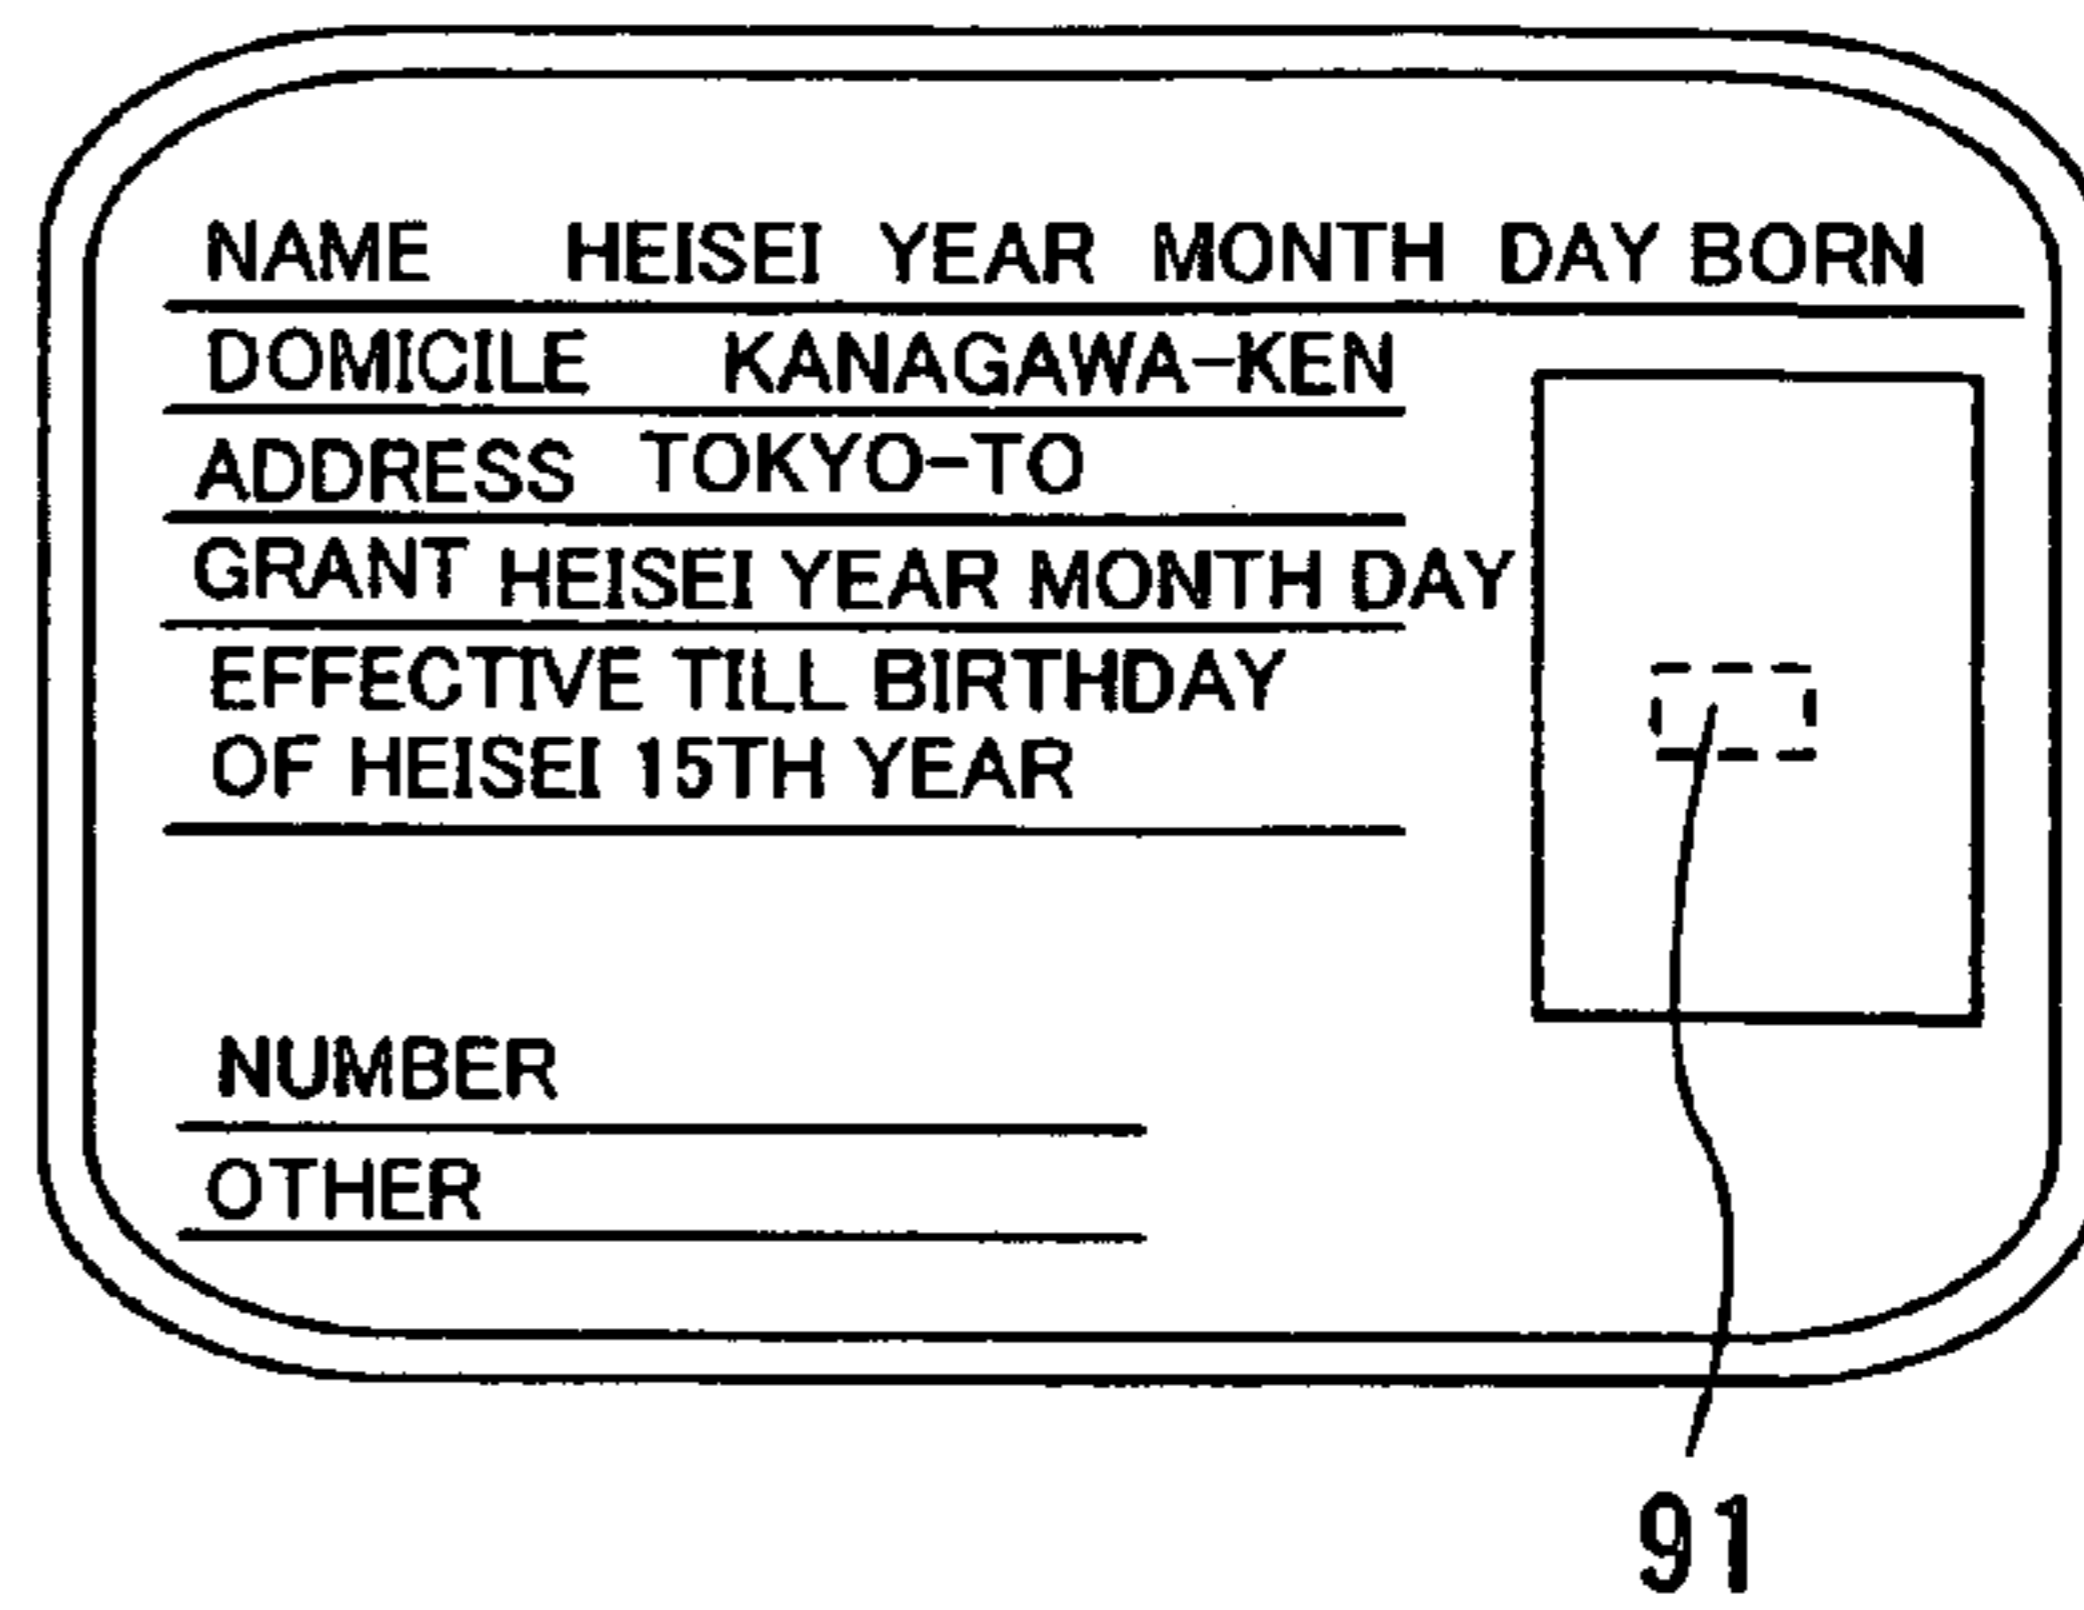 NAME HEISEI YEAR MONTH DAY BORN
DOMICILE KANAGAWA-KEN
ADDRESS TOKYO-TO
GRANT HEISEI YEAR MONTH DAY
EFFECTIVE TILL BIRTHDAY
OF HEISEI 15TH YEAR
NUMBER
OTHER
91